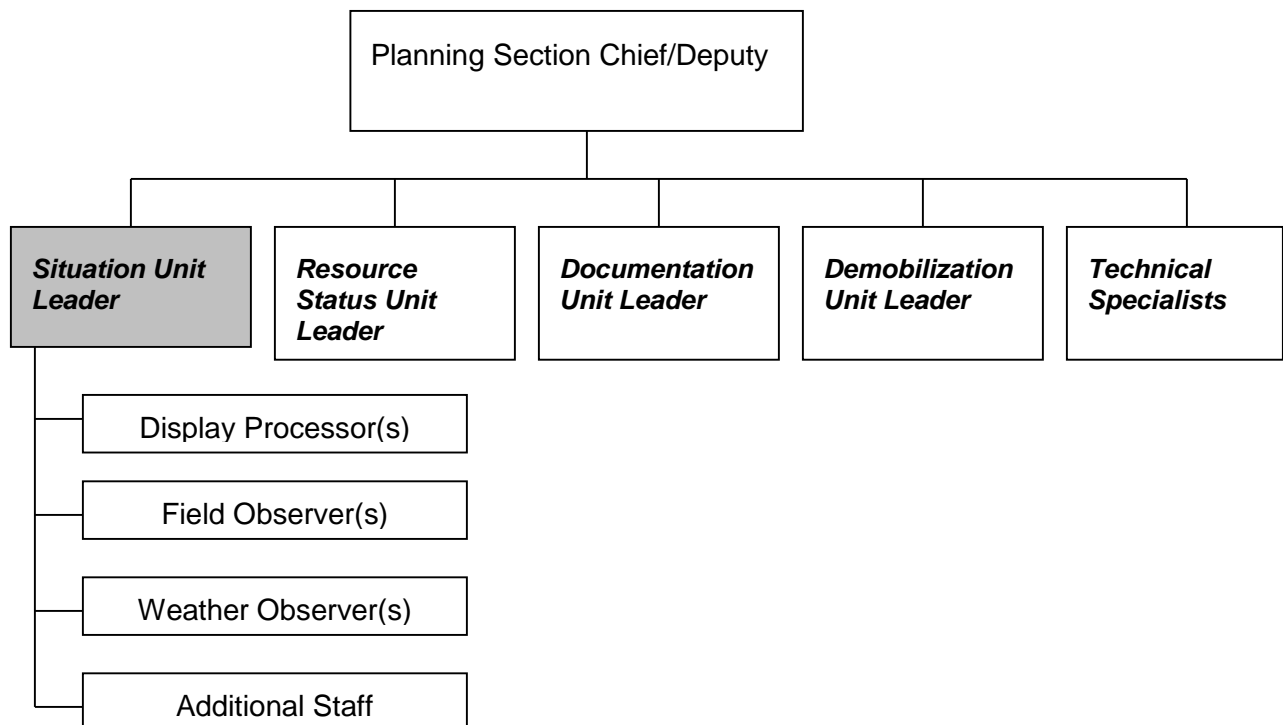 Planning Section Chief/Deputy
Situation Unit
Leader
Resource
Status Unit
Leader
Documentation
Unit Leader
Demobilization
Unit Leader
Technical
Specialists
Display Processor(s)
Field Observer(s)
Weather Observer(s)
Additional Staff